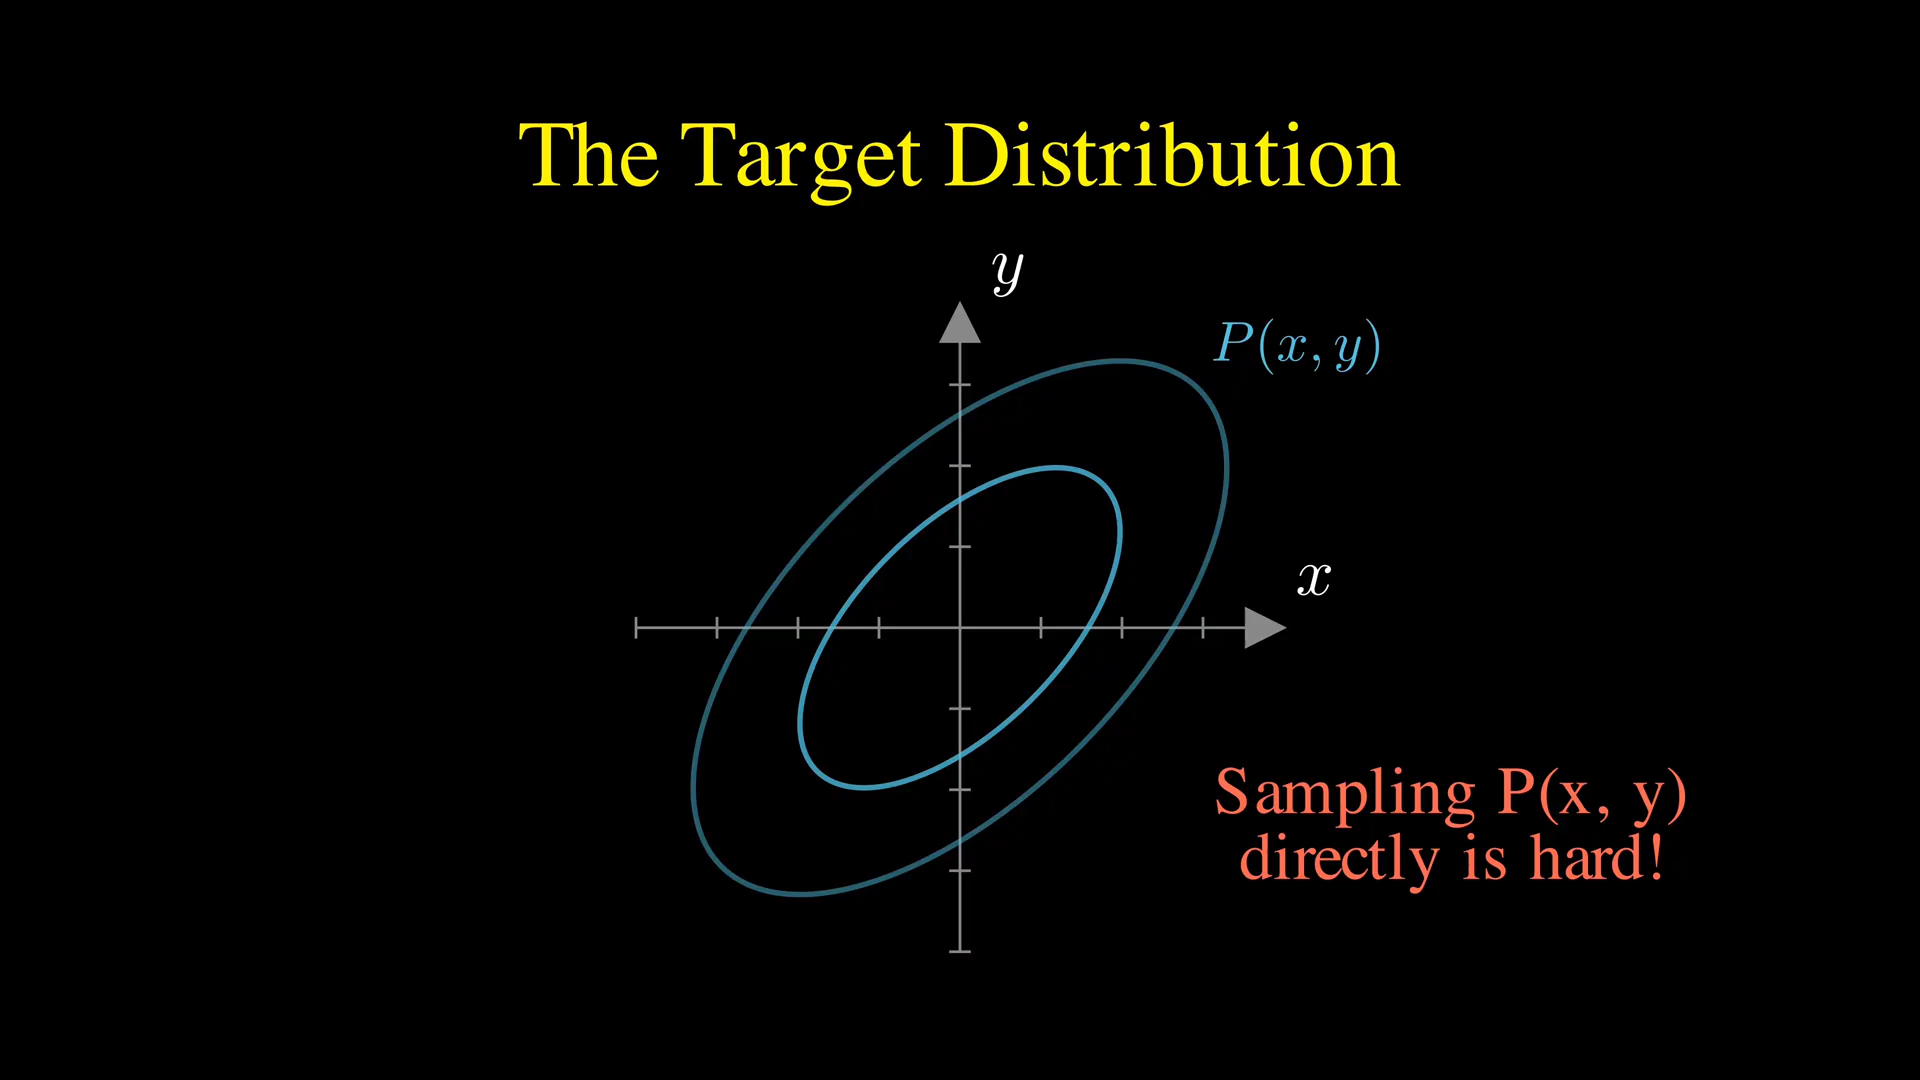 The Target Distribution
y
P(x, y)
x
Sampling P(x, y)
directly is hard!